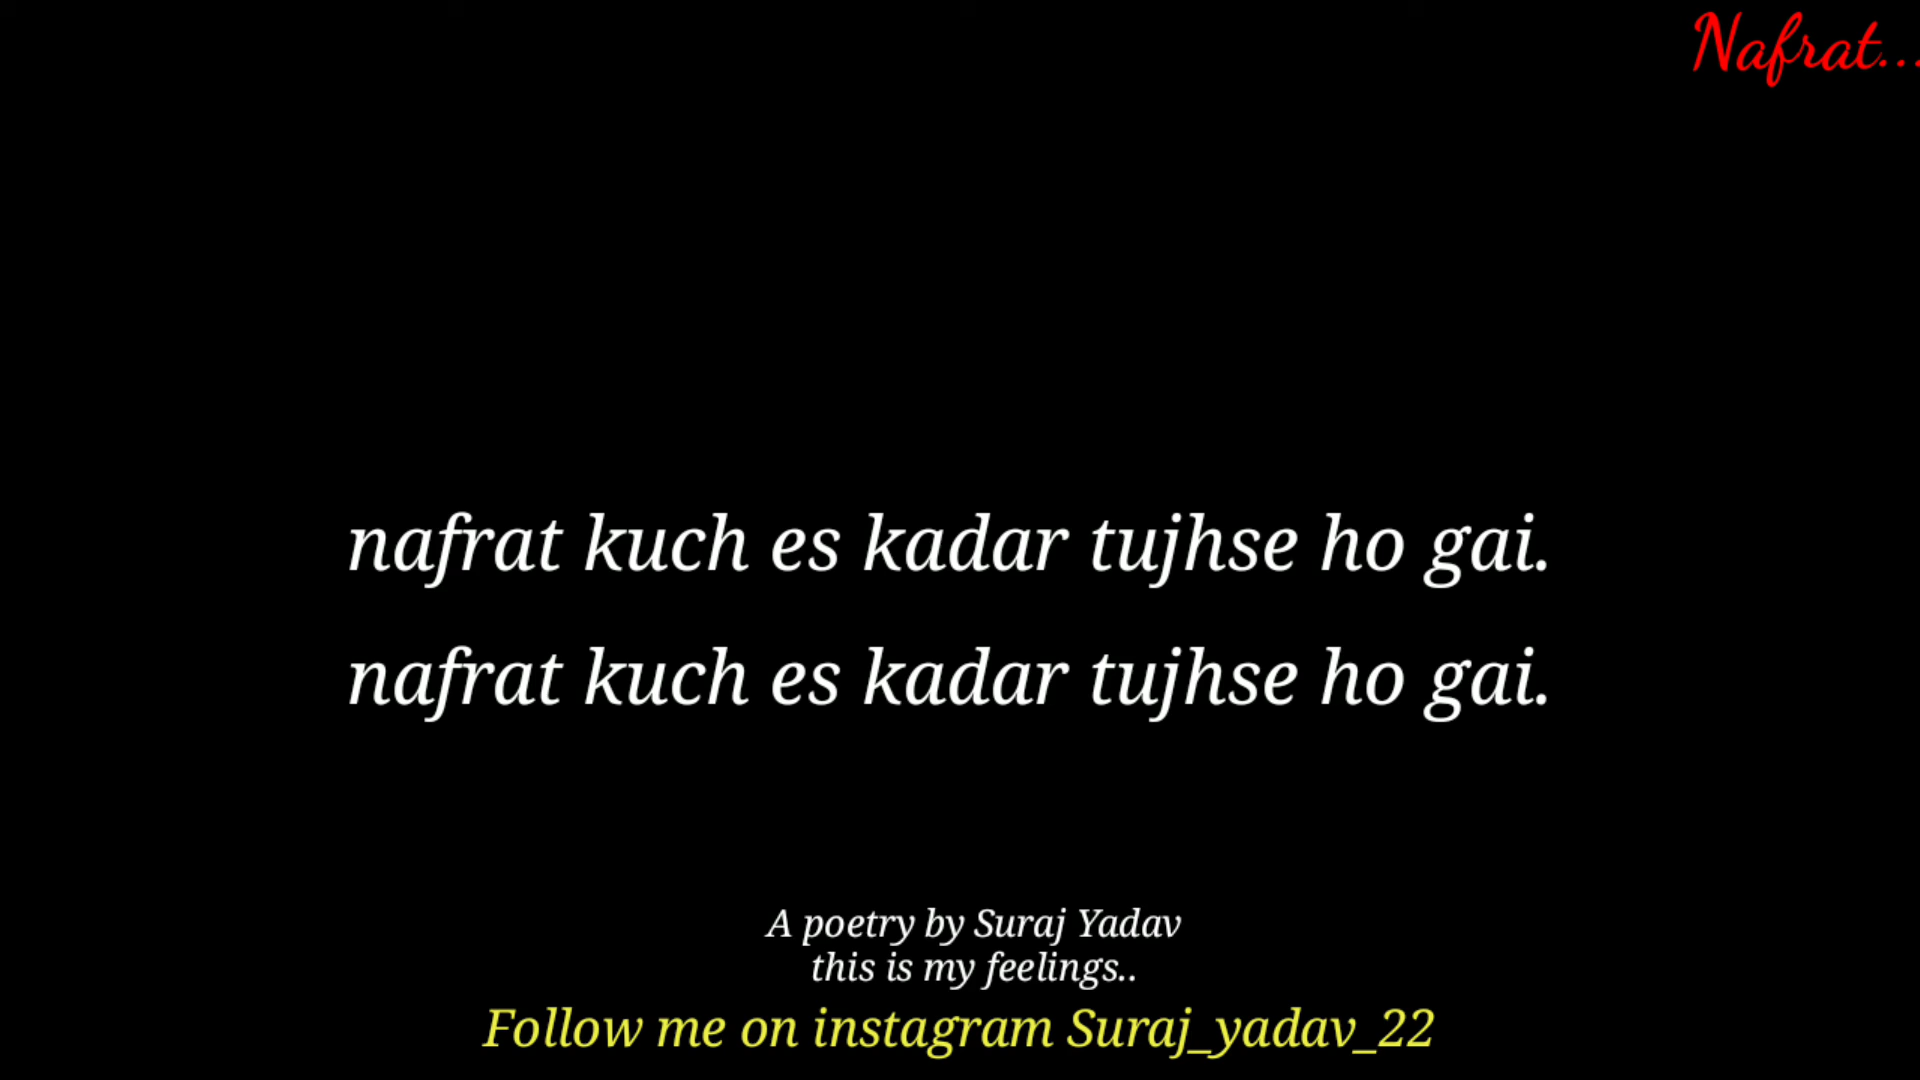 Nafrat...
nafrat kuch es kadar tujhse ho gai.
nafrat kuch es kadar tujhse ho gai.
A poetry by Suraj Yadav
this is my feelings..
Follow me on instagram Suraj_yadav_22